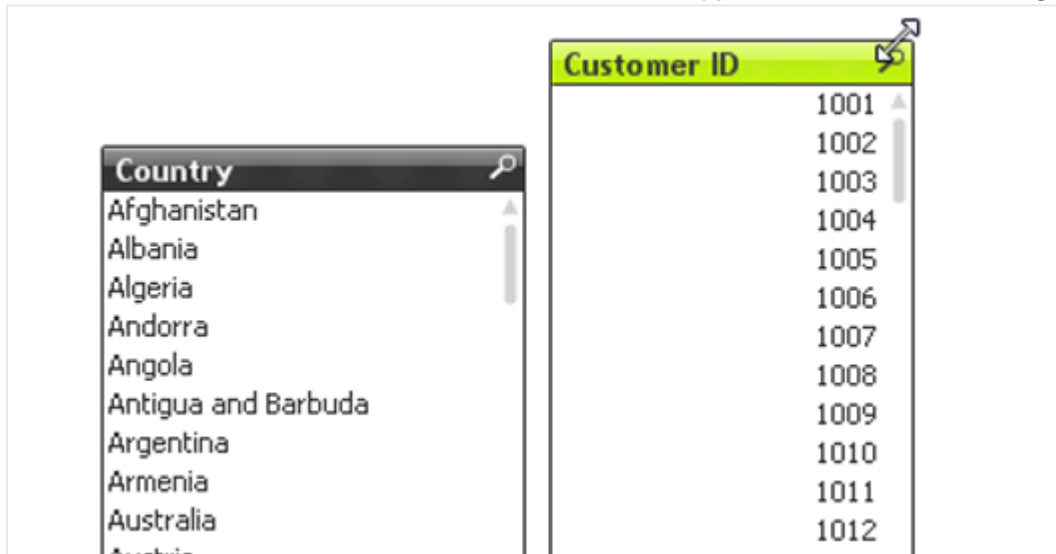 Customer ID
1001
1002
1003
1004
1005
1006
1007
1008
1009
1010
1011
1012
Country
Afghanistan
Albania
Algeria
Andorra
Angola
Antigua and Barbuda
Argentina
Armenia
Australia